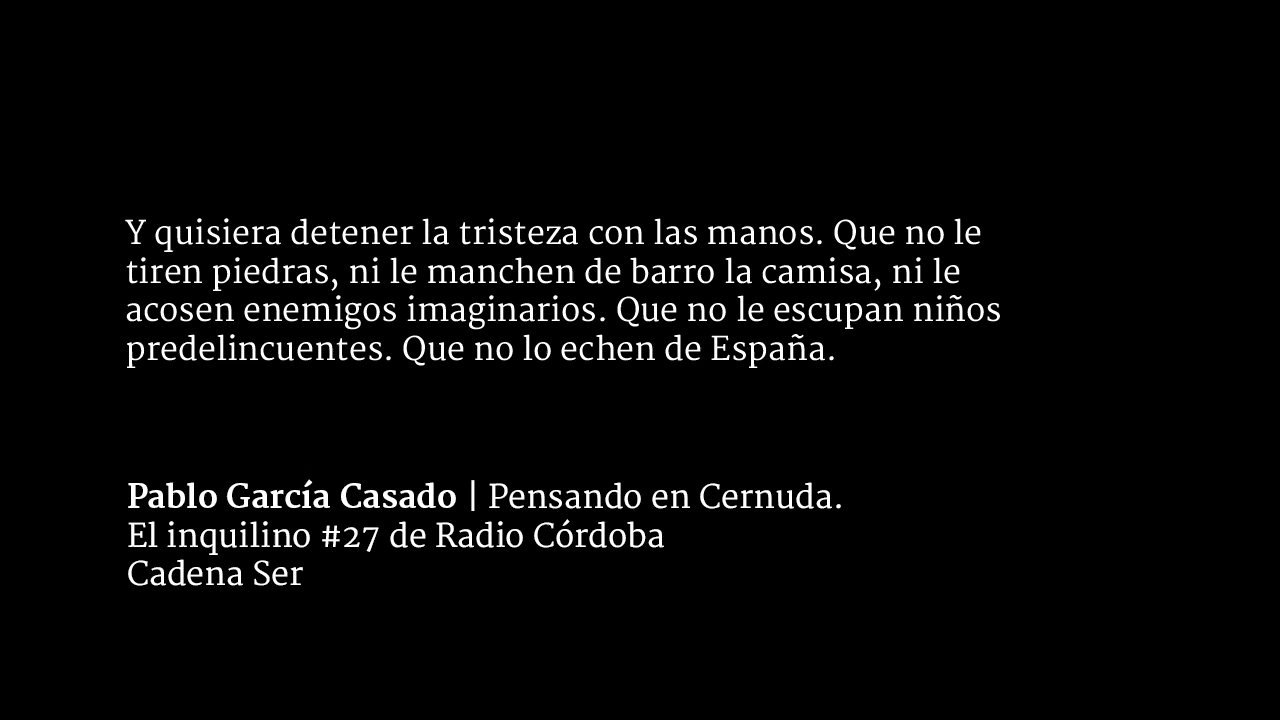 Y quisiera detener la tristeza con las manos. Que no le
tiren piedras, ni le manchen de barro la camisa, ni le
acosen enemigos imaginarios. Que no le escupan niños
predelincuentes. Que no lo echen de España.
Pablo García Casado | Pensando en Cernuda.
El inquilino #27 de Radio Córdoba
Cadena Ser